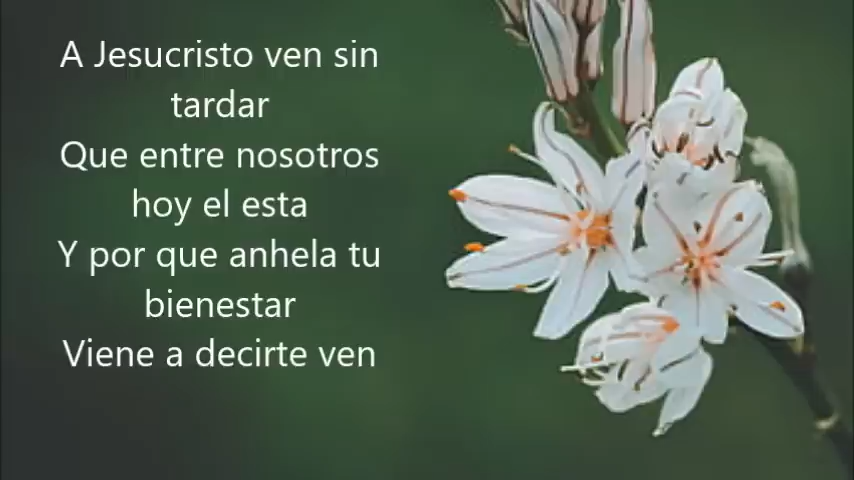 A Jesucristo ven sin
tardar
Que entre nosotros
hoy el esta
Y por que anhela tu
bienestar
Viene a decirte ven